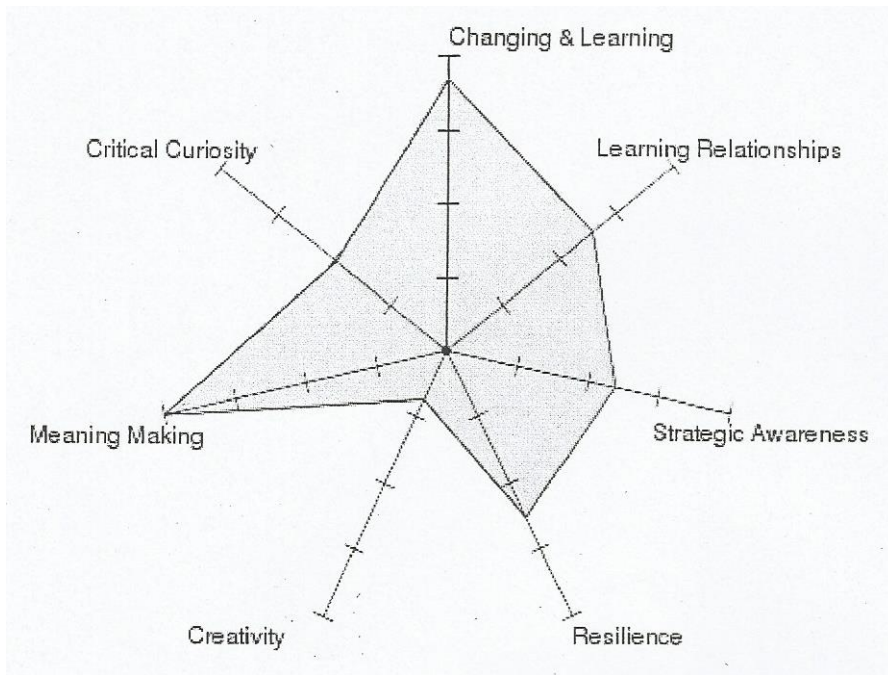 Changing & Learning
Critical Curiosity
Learning Relationships
Meaning Making
Strategic Awareness
Creativity
Resilience